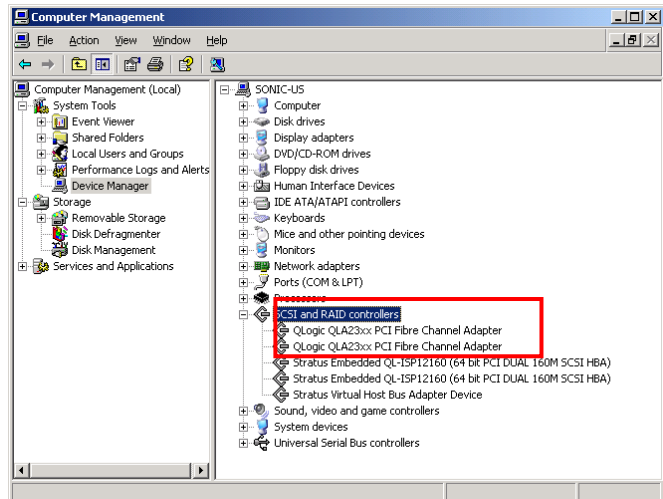 Computer Management
File Action View Window Help
Computer Management (Local)
System Tools
Event Viewer
Shared Folders
Local Users and Groups
Performance Logs and Alerts
Device Manager
Storage
Removable Storage
Disk Defragmenter
Disk Management
Services and Applications
SONIC-US
Computer
Disk drives
Display adapters
DVD/CD-ROM drives
Floppy disk drives
Human Interface Devices
IDE ATA/ATAPI controllers
Keyboards
Mice and other pointing devices
Monitors
Network adapters
Ports (COM & LPT)
Processors
SCSI and RAID controllers
QLogic QLA23xx PCI Fibre Channel Adapter
QLogic QLA23xx PCI Fibre Channel Adapter
Stratus Embedded QL-ISP12160 (64 bit PCI DUAL 160M SCSI HBA)
Stratus Embedded QL-ISP12160 (64 bit PCI DUAL 160M SCSI HBA)
Stratus Virtual Host Bus Adapter Device
Sound, video and game controllers
System devices
Universal Serial Bus controllers